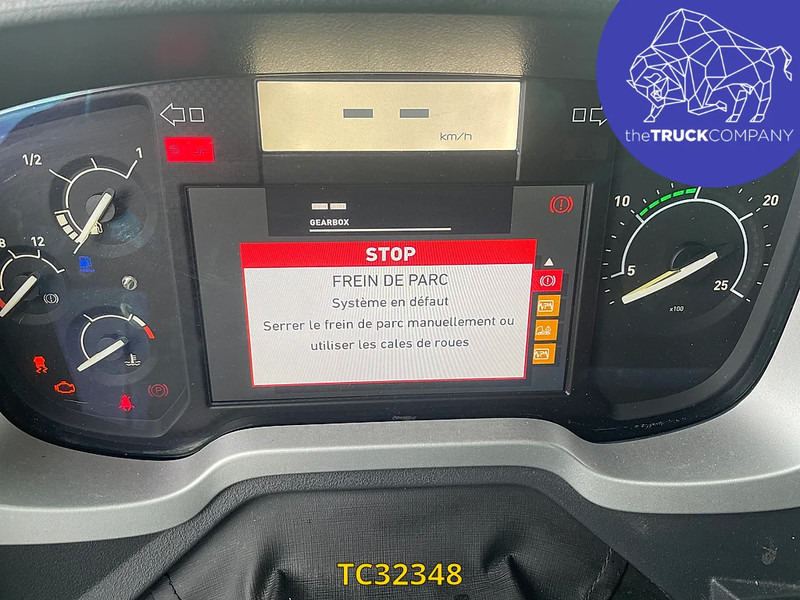 theTRUCKCOMPANY
km/h
1/2
1
GEARBOX
STOP
FREIN DE PARC
Système en défaut
Serrer le frein de parc manuellement ou
utiliser les cales de roues
8
12
10
20
5
25
x100
TC32348